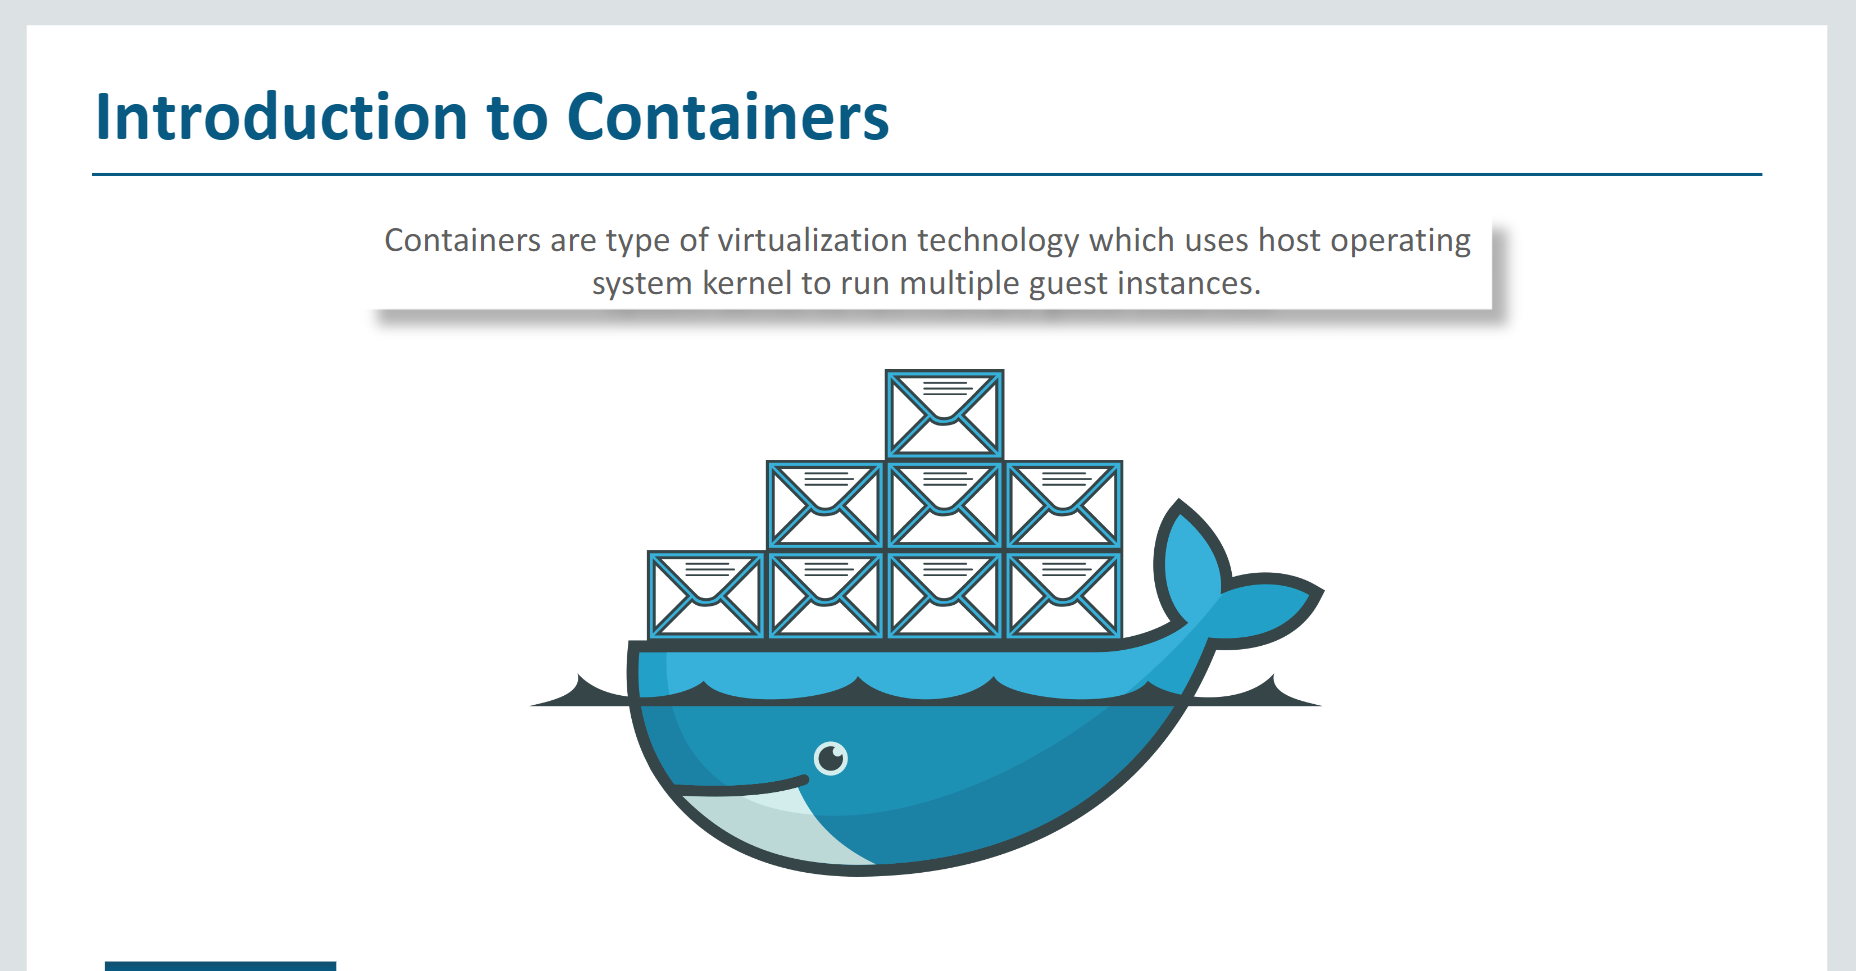 Introduction to Containers
Containers are type of virtualization technology which uses host operating
system kernel to run multiple guest instances.